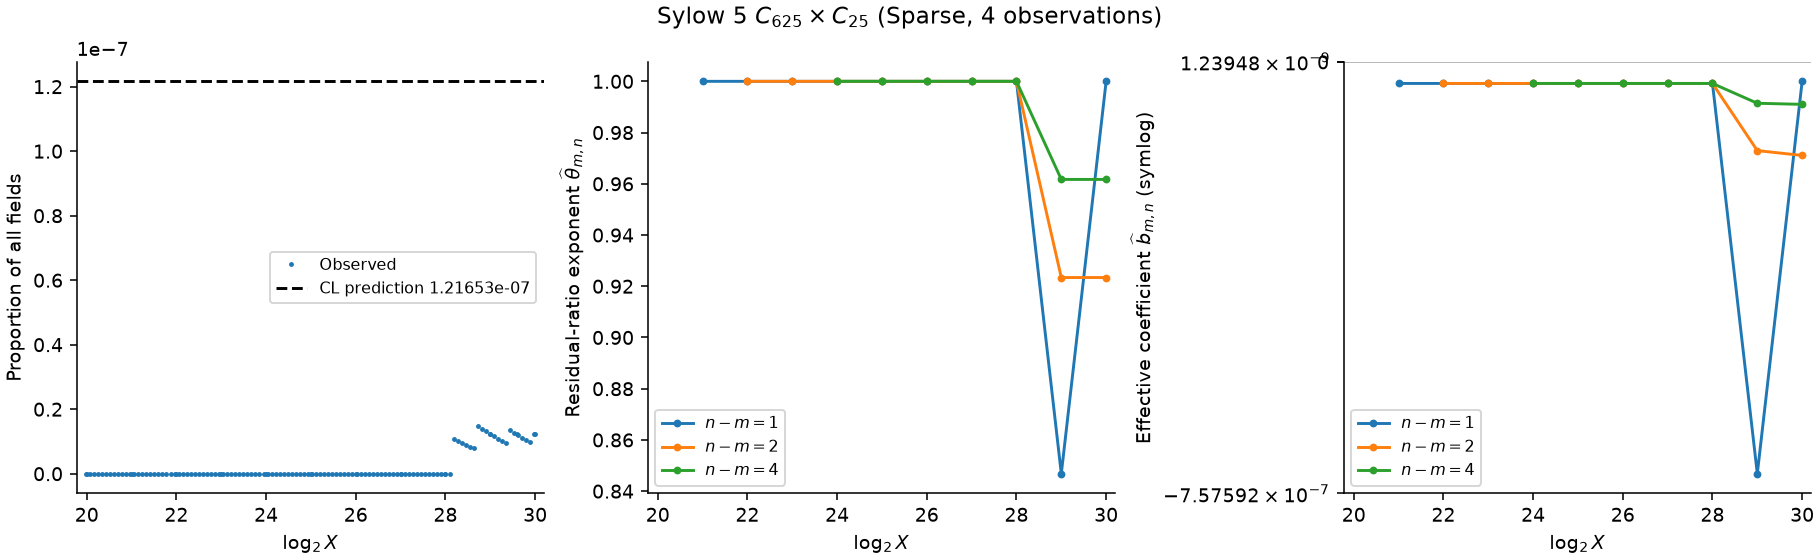 Sylow 5 C₆₂₅ × C₂₅ (Sparse, 4 observations)
1e−7
Proportion of all fields
1.2
1.0
0.8
0.6
0.4
0.2
0.0
Observed
CL prediction 1.21653e-07
20 22 24 26 28 30
log₂ X
Residual-ratio exponent θ̂ₘ,ₙ
1.00
0.98
0.96
0.94
0.92
0.90
0.88
0.86
0.84
n − m = 1
n − m = 2
n − m = 4
20 22 24 26 28 30
log₂ X
Effective coefficient b̂ₘ,ₙ (symlog)
0
−7.57592 × 10⁻⁷
n − m = 1
n − m = 2
n − m = 4
20 22 24 26 28 30
log₂ X